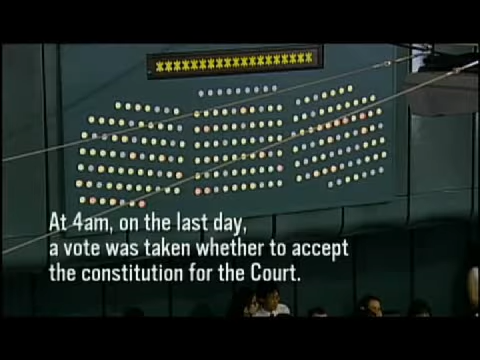 ********************
At 4am, on the last day,
a vote was taken whether to accept
the constitution for the Court.